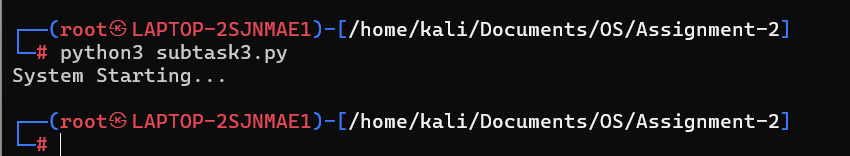 ┌──(root㉿LAPTOP-2SJNMAE1)-[/home/kali/Documents/OS/Assignment-2]
└─# python3 subtask3.py
System Starting...
┌──(root㉿LAPTOP-2SJNMAE1)-[/home/kali/Documents/OS/Assignment-2]
└─#